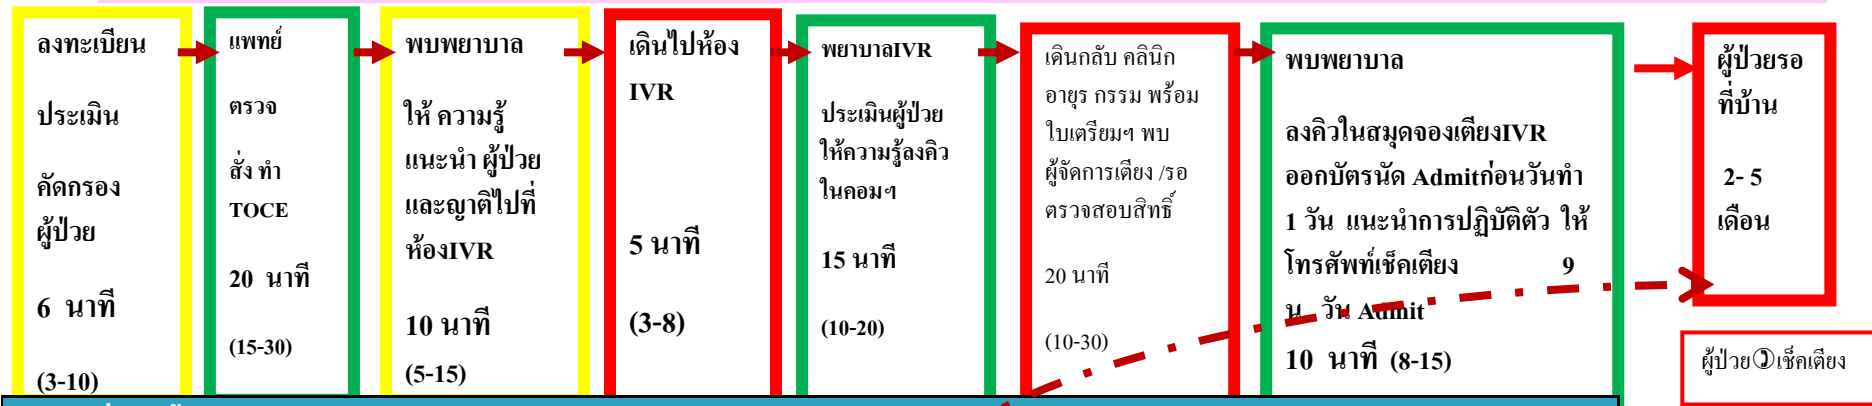 ลงทะเบียน
ประเมิน
คัดกรอง
ผู้ป่วย
6 นาที
(3-10)
แพทย์
ตรวจ
สั่ง ทำ
TOCE
20 นาที
(15-30)
พบพยาบาล
ให้ ความรู้
แนะนำ ผู้ป่วย
และญาติไปที่
ห้องIVR
10 นาที
(5-15)
เดินไปห้อง
IVR
5 นาที
(3-8)
พยาบาลIVR
ประเมินผู้ป่วย
ให้ความรู้ลงคิว
ในคอมฯ
15 นาที
(10-20)
เดินกลับ คลินิก
อายุร กรรม พร้อม
ใบเตรียมฯ พบ
ผู้จัดการเตียง /รอ
ตรวจสอบสิทธิ์
20 นาที
(10-30)
พบพยาบาล
ลงคิวในสมุดจองเตียงIVR
ออกบัตรนัด Admitก่อนวันทำ
1 วัน แนะนำการปฏิบัติตัว ให้
โทรศัพท์เช็คเตียง 9
น. วัน Admit
10 นาที (8-15)
ผู้ป่วยรอ
ที่บ้าน
2- 5
เดือน
ผู้ป่วย เช็คเตียง